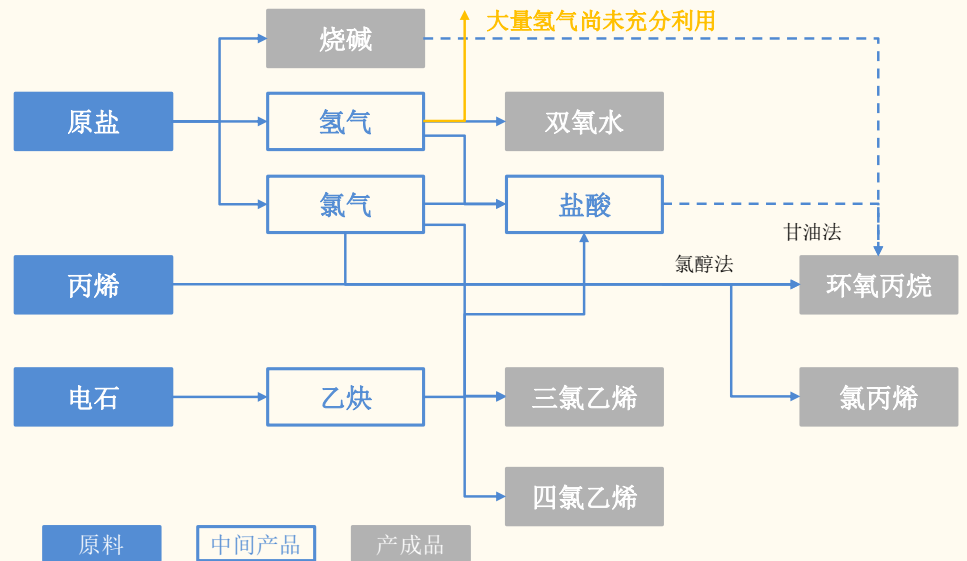 大量氢气尚未充分利用
烧碱
原盐
氢气
双氧水
氯气
盐酸
甘油法
氯醇法
丙烯
环氧丙烷
电石
乙炔
三氯乙烯
氯丙烯
四氯乙烯
原料
中间产品
产成品